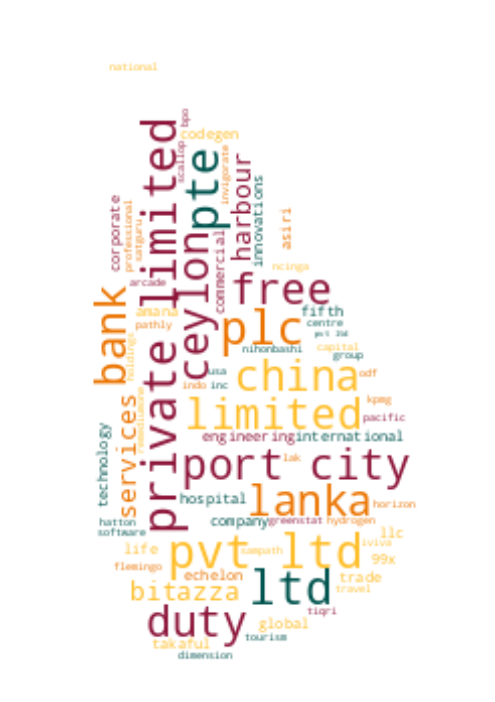 national
bpo
codegen
scallop
private limited
pte
invigorate
harbour
innovations
corporate
professional
satguru
asiri
commercial
ceylon
ncinga
arcade
free
bank
amana
pathly
plc
fifth
centre
pvt ltd
nihonbashi
capital
group
holdings
usa
indo
inc
china
odf
services
limited
kpmg
pacific
engineering
international
technology
port city
lak
hospital
lanka
horizon
hatton
software
company
greenstat
hydrogen
llc
life
pvt ltd
sampath
iviva
99x
flemingo
echelon
trade
bitazza
ltd
travel
duty
tiqri
global
tourism
takaful
dimension